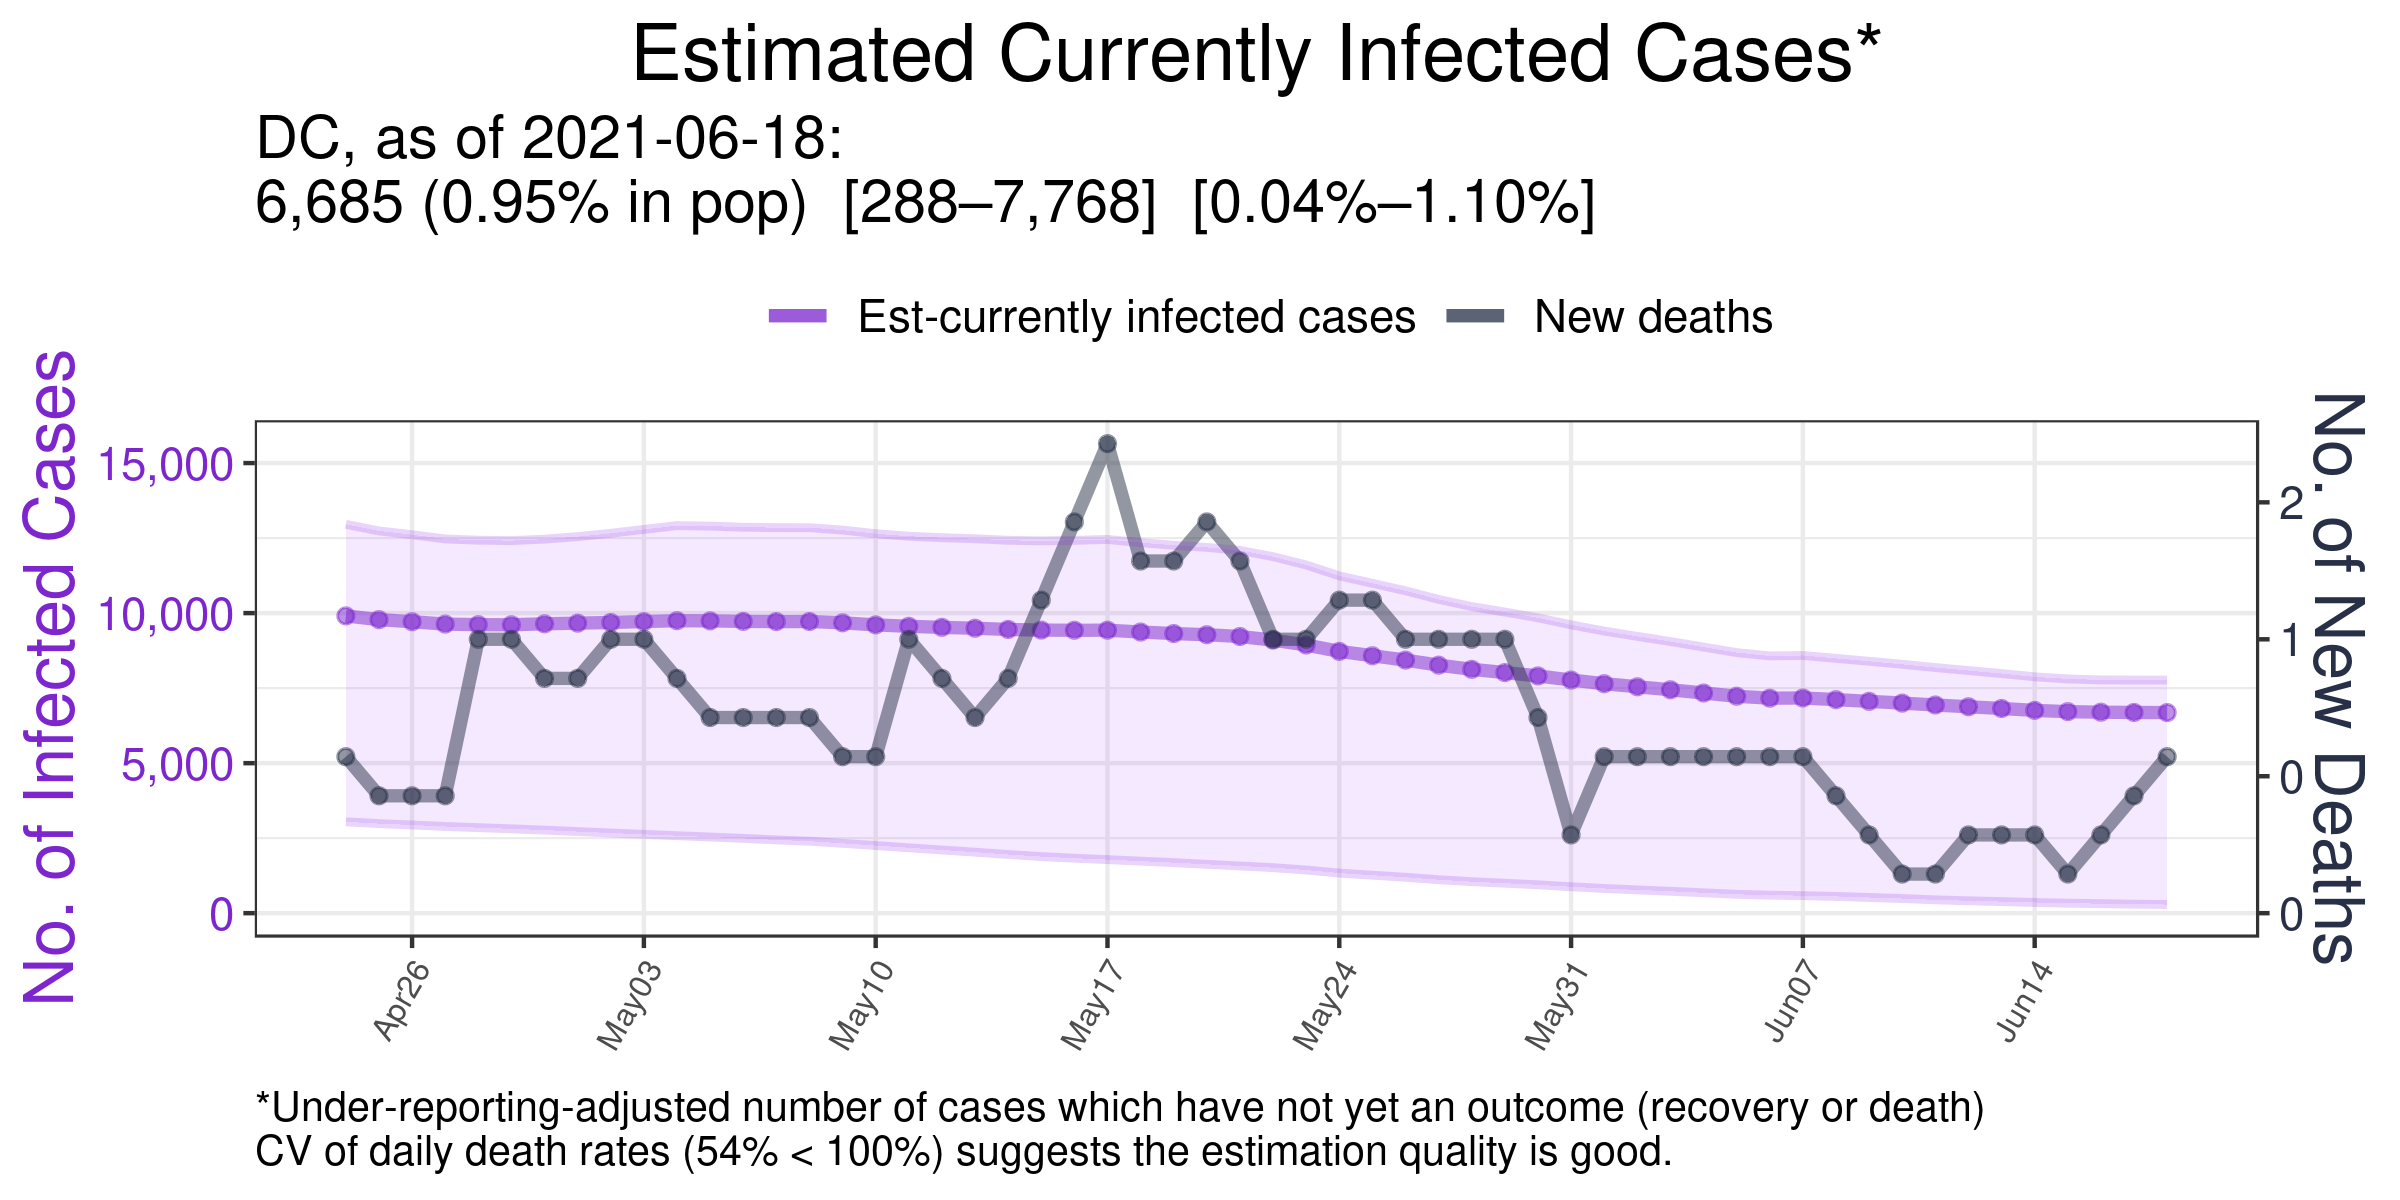 Estimated Currently Infected Cases*
DC, as of 2021-06-18:
6,685 (0.95% in pop)  [288–7,768]  [0.04%–1.10%]
Est-currently infected cases
New deaths
No. of Infected Cases
15,000
10,000
5,000
0
2
1
0
0
No. of New Deaths
Apr26
May03
May10
May17
May24
May31
Jun07
Jun14
*Under-reporting-adjusted number of cases which have not yet an outcome (recovery or death)
CV of daily death rates (54% < 100%) suggests the estimation quality is good.